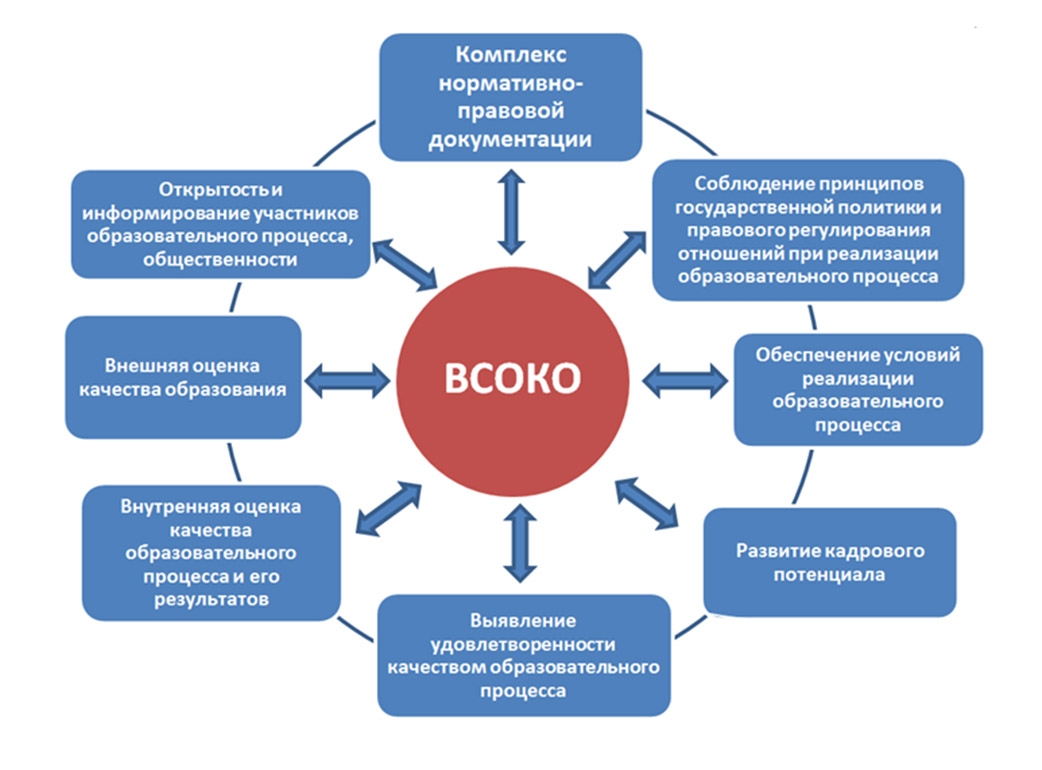 Комплекс
нормативно-
правовой
документации
Соблюдение принципов
государственной политики и
правового регулирования
отношений при реализации
образовательного процесса
Обеспечение условий
реализации
образовательного
процесса
Развитие кадрового
потенциала
Выявление
удовлетворенности
качеством образовательного
процесса
Внутренняя оценка
качества
образовательного
процесса и его
результатов
Внешняя оценка
качества образования
Открытость и
информирование участников
образовательного процесса,
общественности
ВСОКО